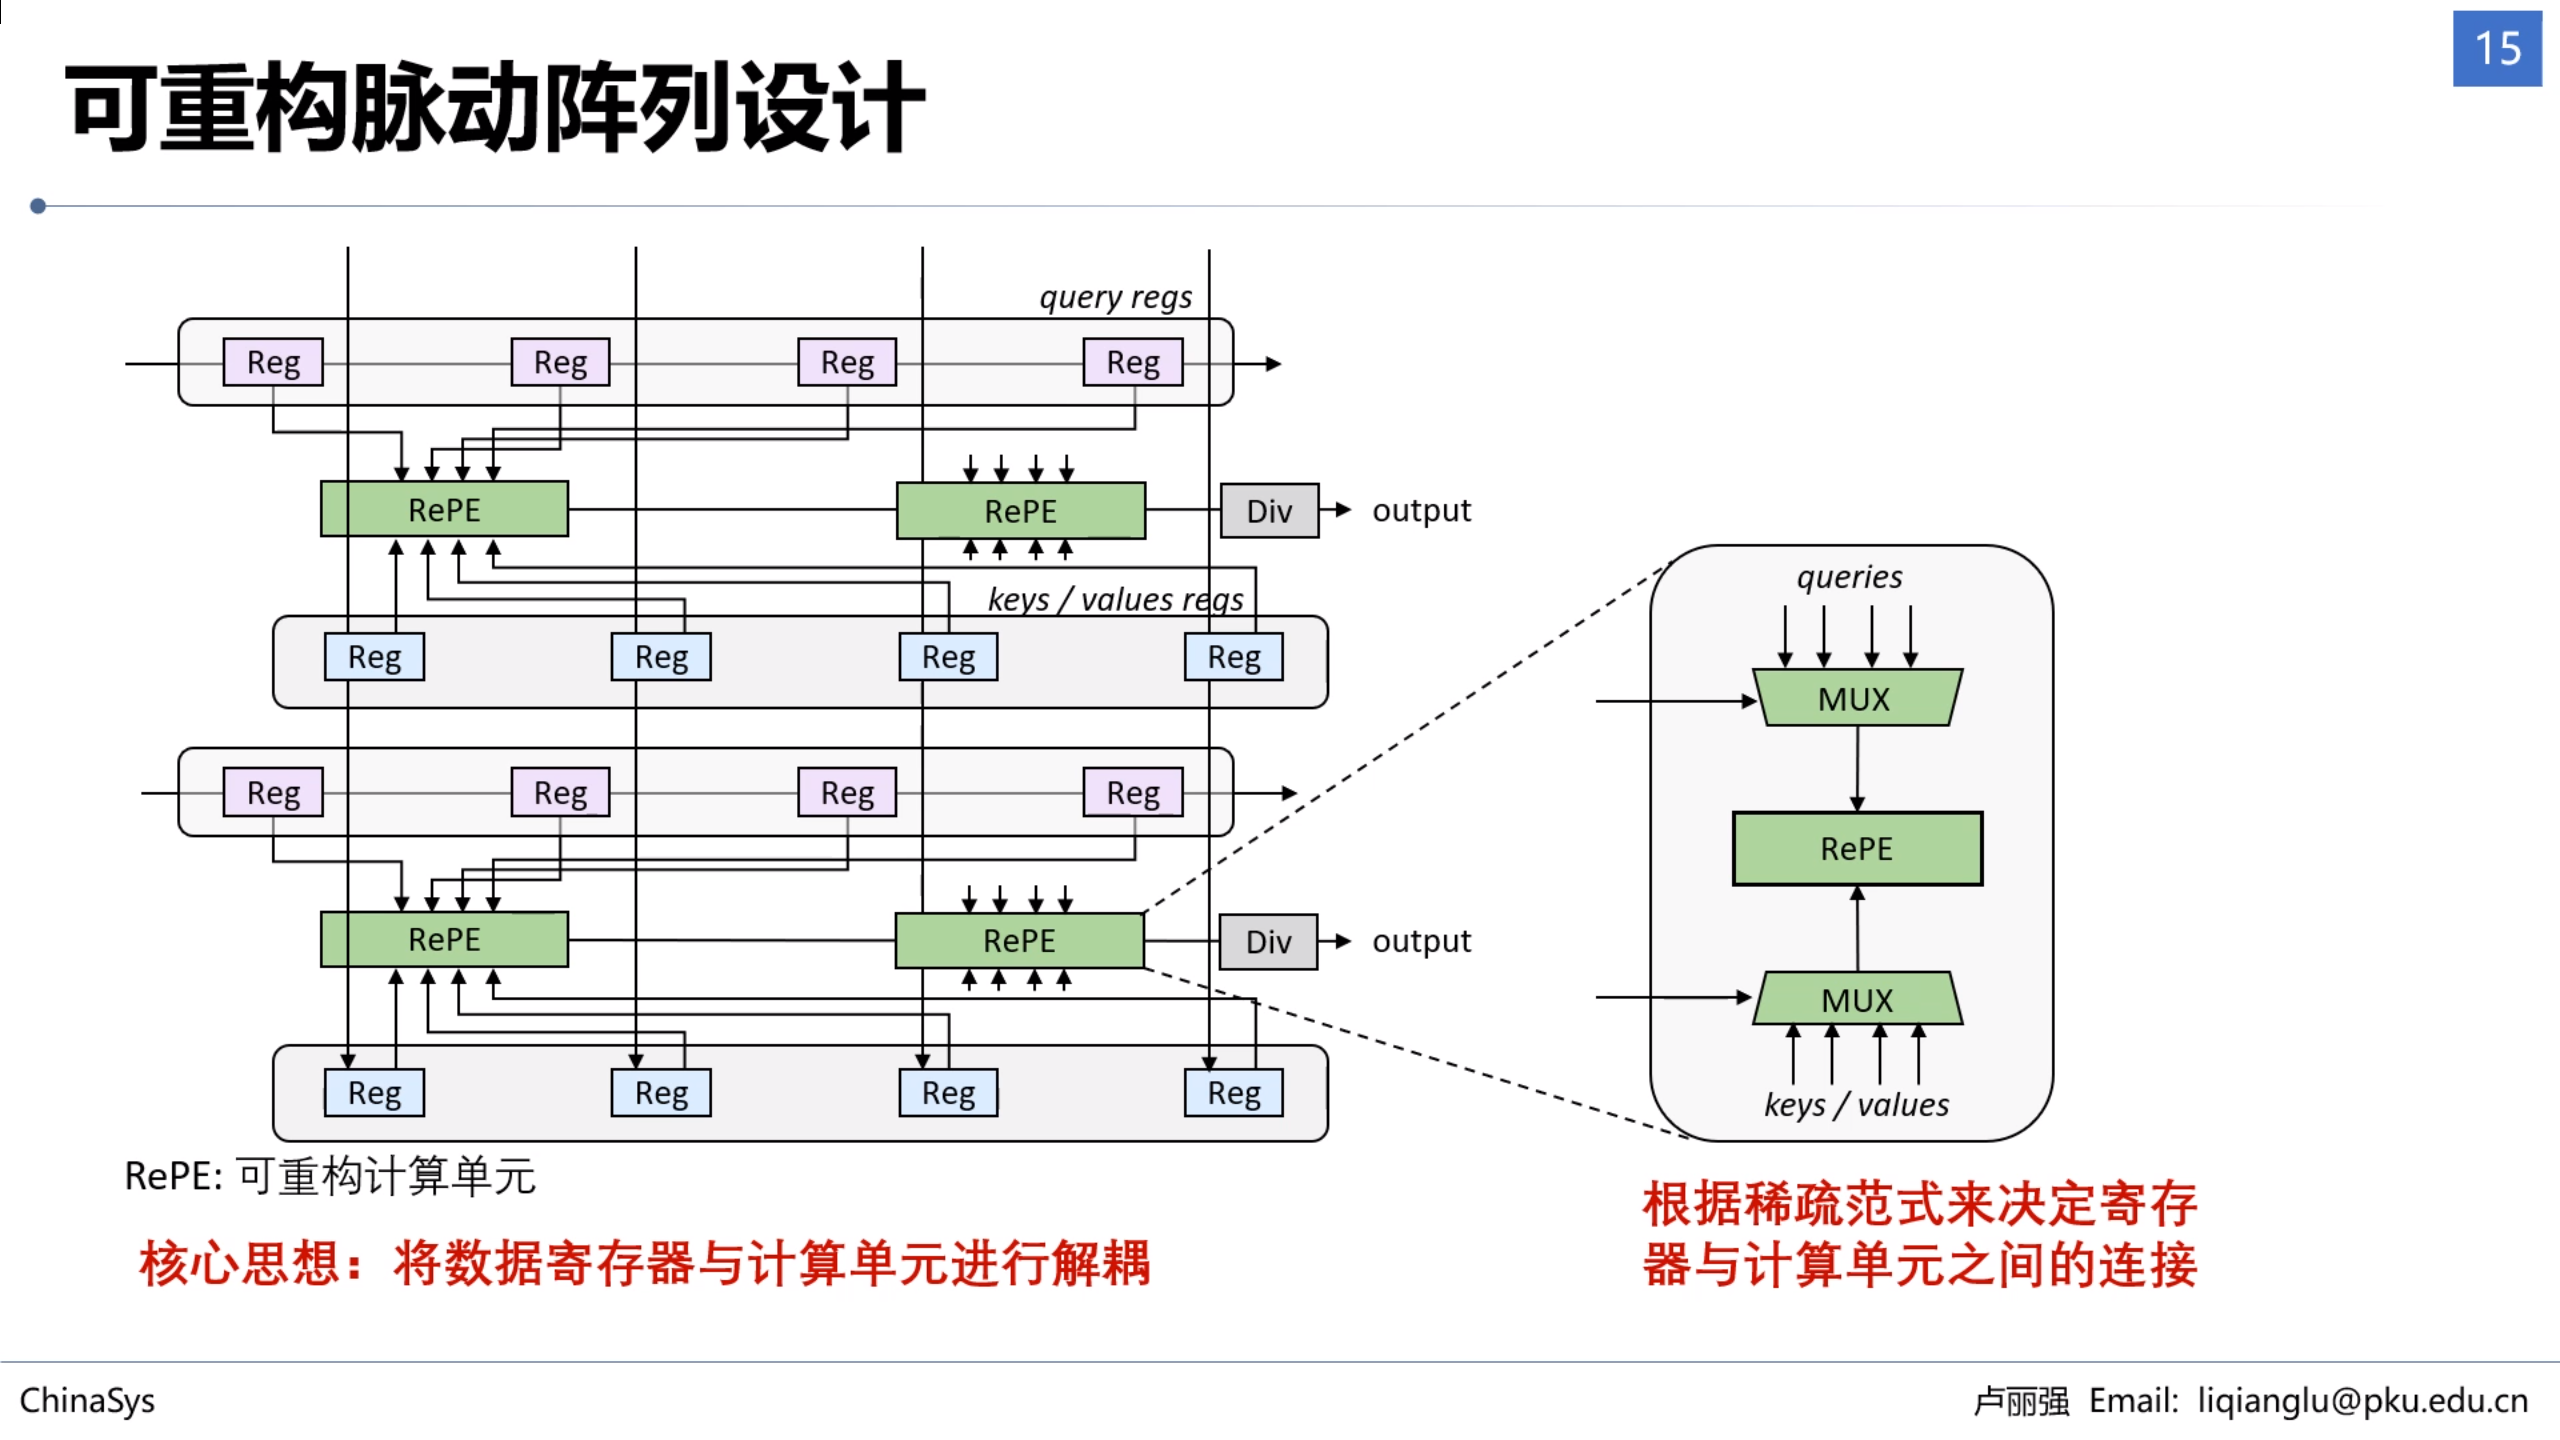 15
可重构脉动阵列设计
query regs
Reg Reg Reg Reg
RePE RePE Div output
keys / values regs
Reg Reg Reg Reg
Reg Reg Reg Reg
RePE RePE Div output
Reg Reg Reg Reg
queries
MUX
RePE
MUX
keys / values
RePE: 可重构计算单元
核心思想：将数据寄存器与计算单元进行解耦
根据稀疏范式来决定寄存
器与计算单元之间的连接
ChinaSys
卢丽强 Email: liqianglu@pku.edu.cn